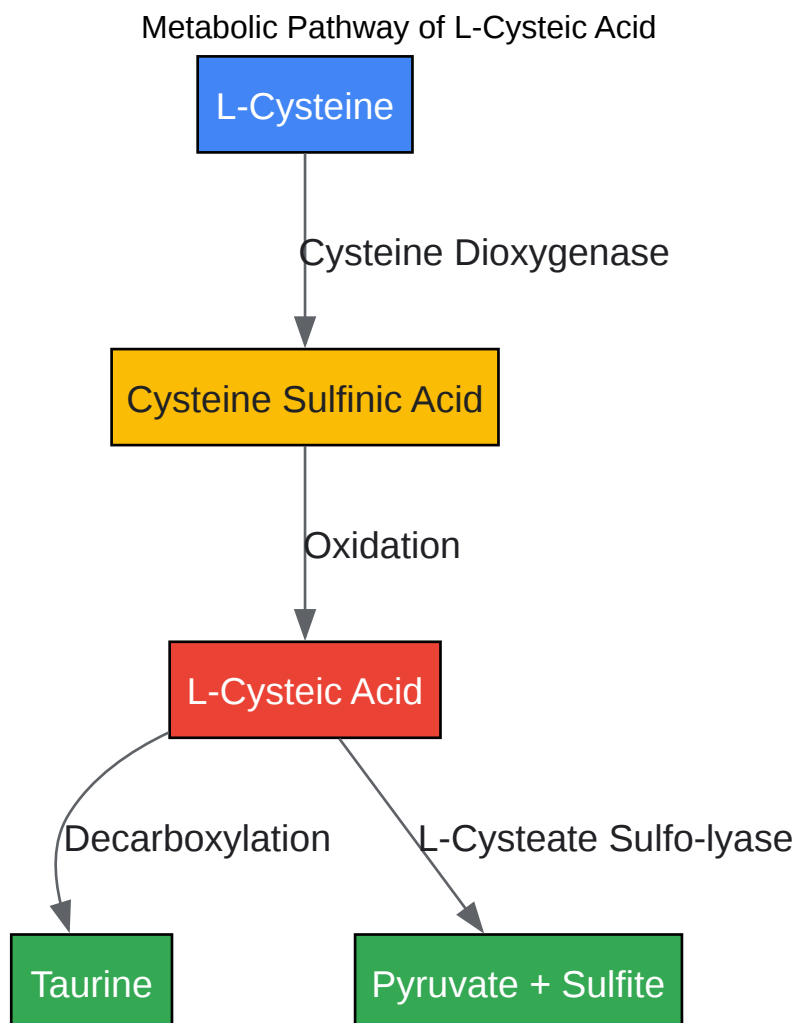 Metabolic Pathway of L-Cysteic Acid
L-Cysteine
Cysteine Dioxygenase
Cysteine Sulfinic Acid
Oxidation
L-Cysteic Acid
Decarboxylation
L-Cysteate Sulfo-lyase
Taurine
Pyruvate + Sulfite